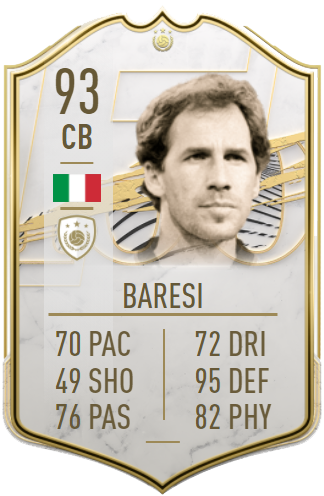 93
CB
BARESI
70 PAC 72 DRI
49 SHO 95 DEF
76 PAS 82 PHY